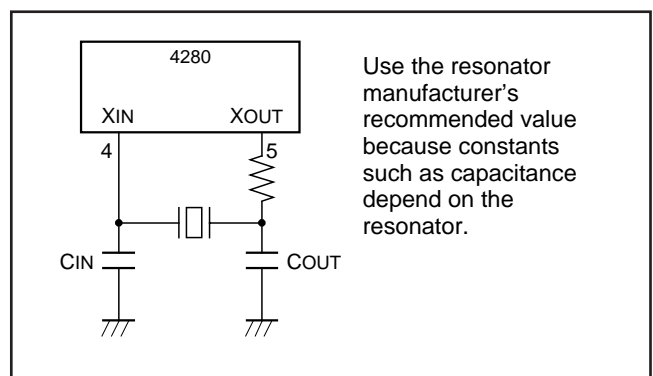 4280
XIN
XOUT
4
5
CIN
COUT
Use the resonator
manufacturer's
recommended value
because constants
such as capacitance
depend on the
resonator.